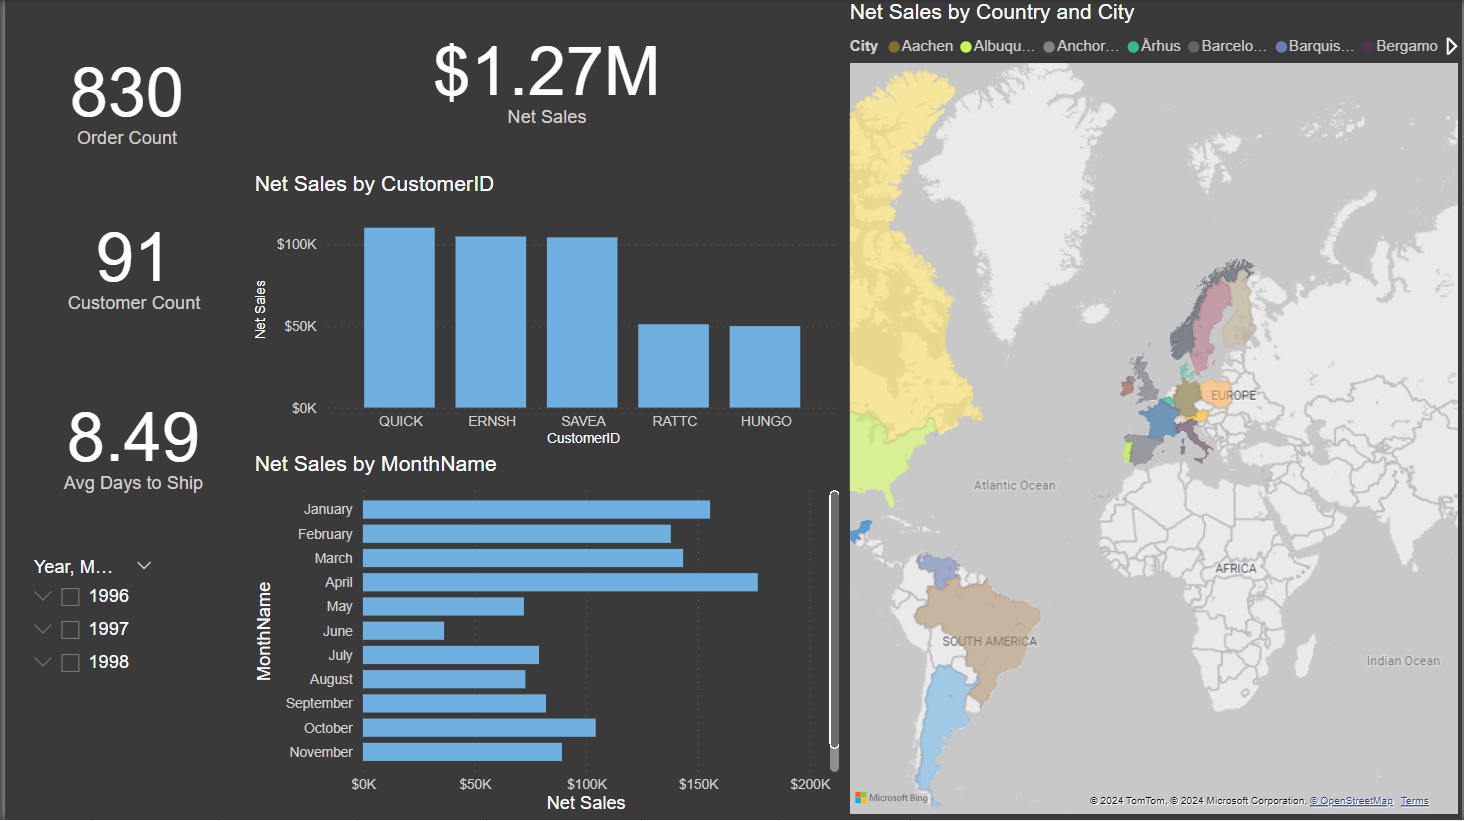 830
Order Count
91
Customer Count
8.49
Avg Days to Ship
Year, M...
1996
1997
1998
$1.27M
Net Sales
Net Sales by CustomerID
Net Sales
$100K
$50K
$0K
QUICK ERNSH SAVEA RATTC HUNGO
CustomerID
Net Sales by MonthName
MonthName
January
February
March
April
May
June
July
August
September
October
November
$0K $50K $100K $150K $200K
Net Sales
Net Sales by Country and City
City Aachen Albuqu... Anchor... Århus Barcelo... Barquis... Bergamo
EUROPE
Atlantic Ocean
AFRICA
SOUTH AMERICA
Indian Ocean
Microsoft Bing
© 2024 TomTom, © 2024 Microsoft Corporation, © OpenStreetMap Terms